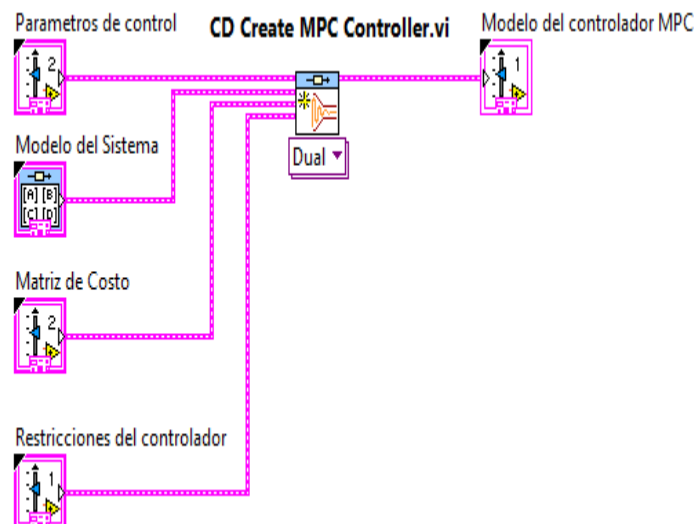 Parametros de control
CD Create MPC Controller.vi
Modelo del controlador MPC
2
1
Modelo del Sistema
[A] [B]
[C] [D]
Dual
Matriz de Costo
2
Restricciones del controlador
1